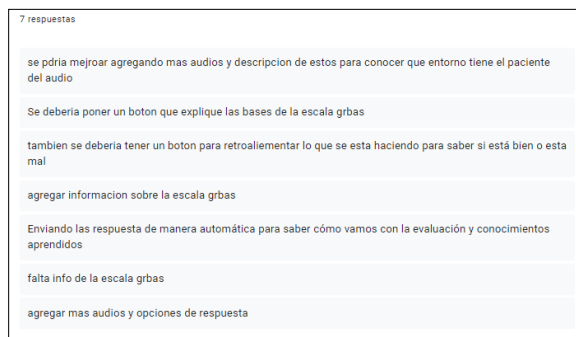 7 respuestas
se pdria mejroar agregando mas audios y descripcion de estos para conocer que entorno tiene el paciente
del audio
Se deberia poner un boton que explique las bases de la escala grbas
tambien se deberia tener un boton para retroaliementar lo que se esta haciendo para saber si está bien o esta
mal
agregar informacion sobre la escala grbas
Enviando las respuesta de manera automática para saber cómo vamos con la evaluación y conocimientos
aprendidos
falta info de la escala grbas
agregar mas audios y opciones de respuesta